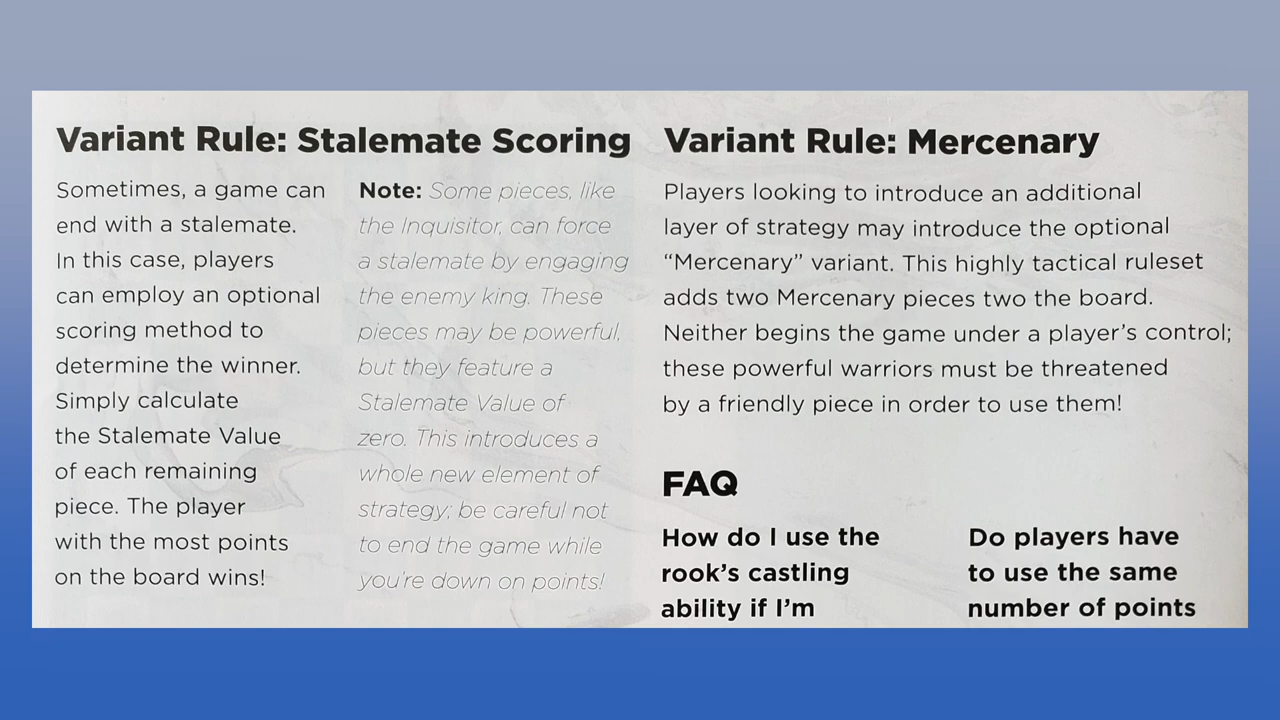 Variant Rule: Stalemate Scoring
Sometimes, a game can
end with a stalemate.
In this case, players
can employ an optional
scoring method to
determine the winner.
Simply calculate
the Stalemate Value
of each remaining
piece. The player
with the most points
on the board wins!
Note: Some pieces, like
the Inquisitor, can force
a stalemate by engaging
the enemy king. These
pieces may be powerful,
but they feature a
Stalemate Value of
zero. This introduces a
whole new element of
strategy; be careful not
to end the game while
you're down on points!
Variant Rule: Mercenary
Players looking to introduce an additional
layer of strategy may introduce the optional
“Mercenary” variant. This highly tactical ruleset
adds two Mercenary pieces two the board.
Neither begins the game under a player’s control;
these powerful warriors must be threatened
by a friendly piece in order to use them!
FAQ
How do I use the
rook’s castling
ability if I’m
Do players have
to use the same
number of points